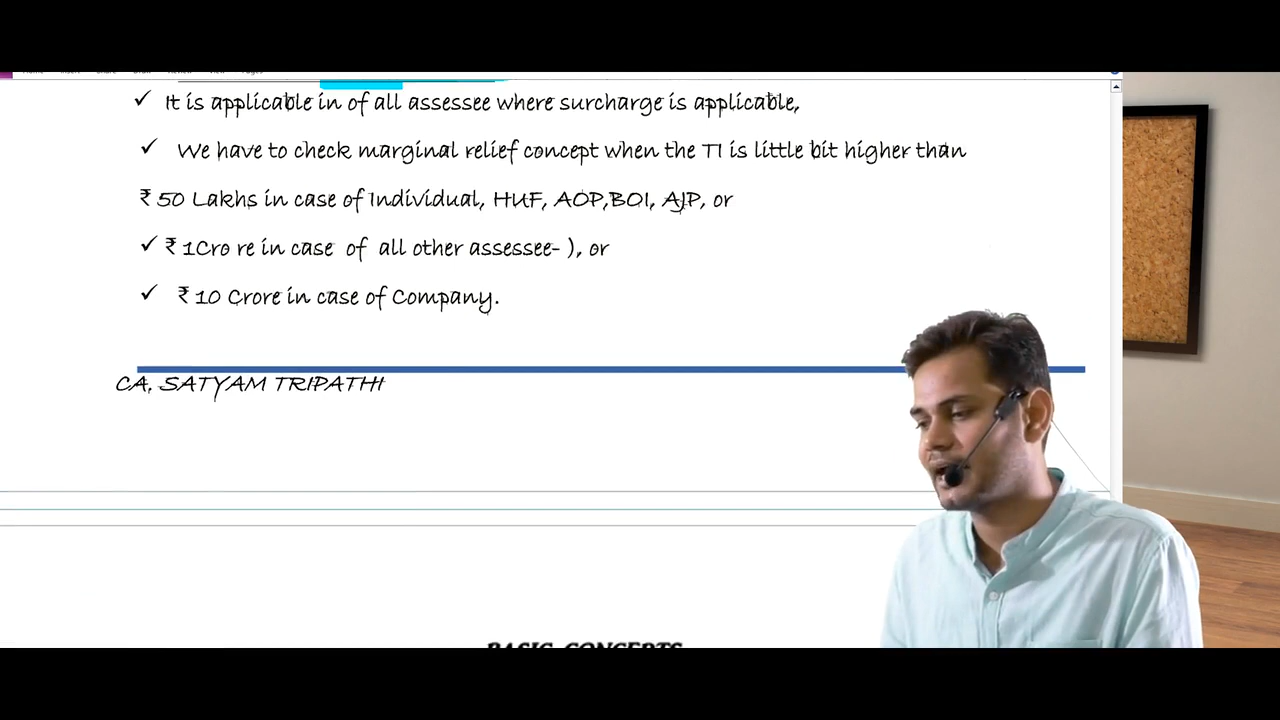 ✓ It is applicable in of all assessee where surcharge is applicable,
✓ We have to check marginal relief concept when the TI is little bit higher than
₹ 50 Lakhs in case of Individual, HUF, AOP,BOI, AJP, or
✓ ₹ 1Cro re in case of all other assessee- ), or
✓ ₹ 10 Crore in case of Company.
CA. SATYAM TRIPATHI
BASIC CONCEPTS